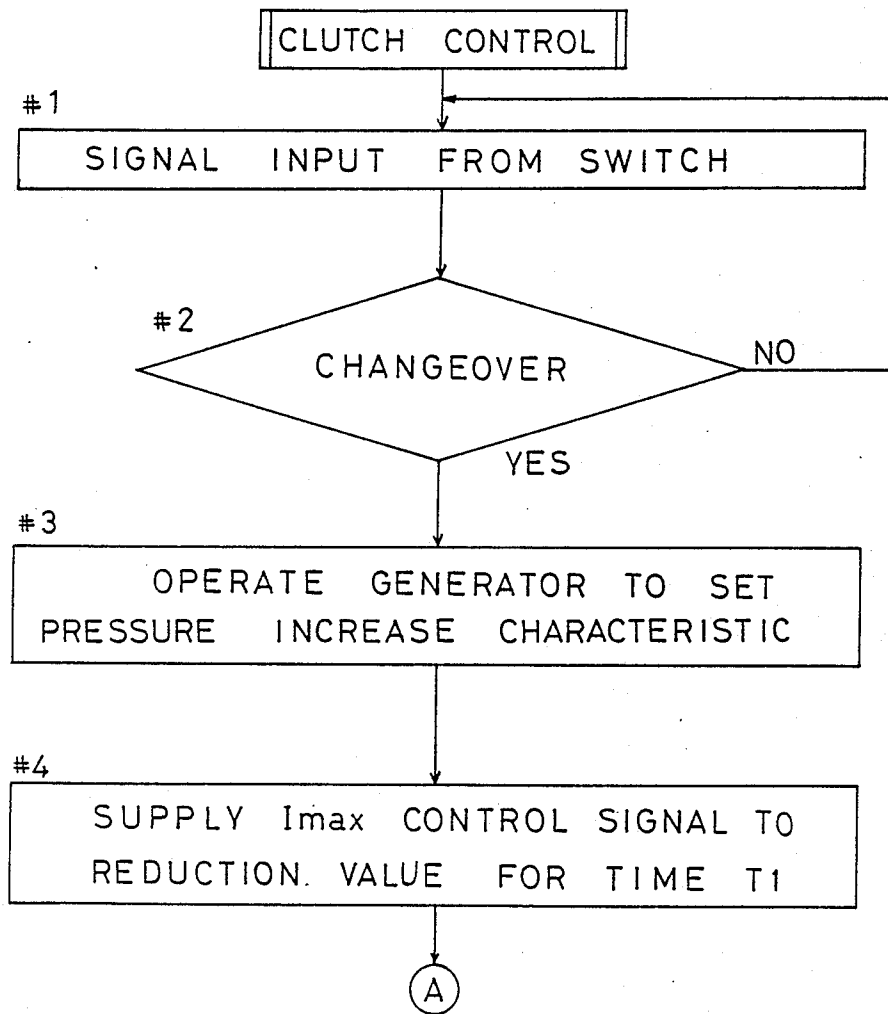 CLUTCH CONTROL
#1
SIGNAL INPUT FROM SWITCH
#2
CHANGEOVER
NO
YES
#3
OPERATE GENERATOR TO SET
PRESSURE INCREASE CHARACTERISTIC
#4
SUPPLY Imax CONTROL SIGNAL TO
REDUCTION. VALUE FOR TIME T1
A